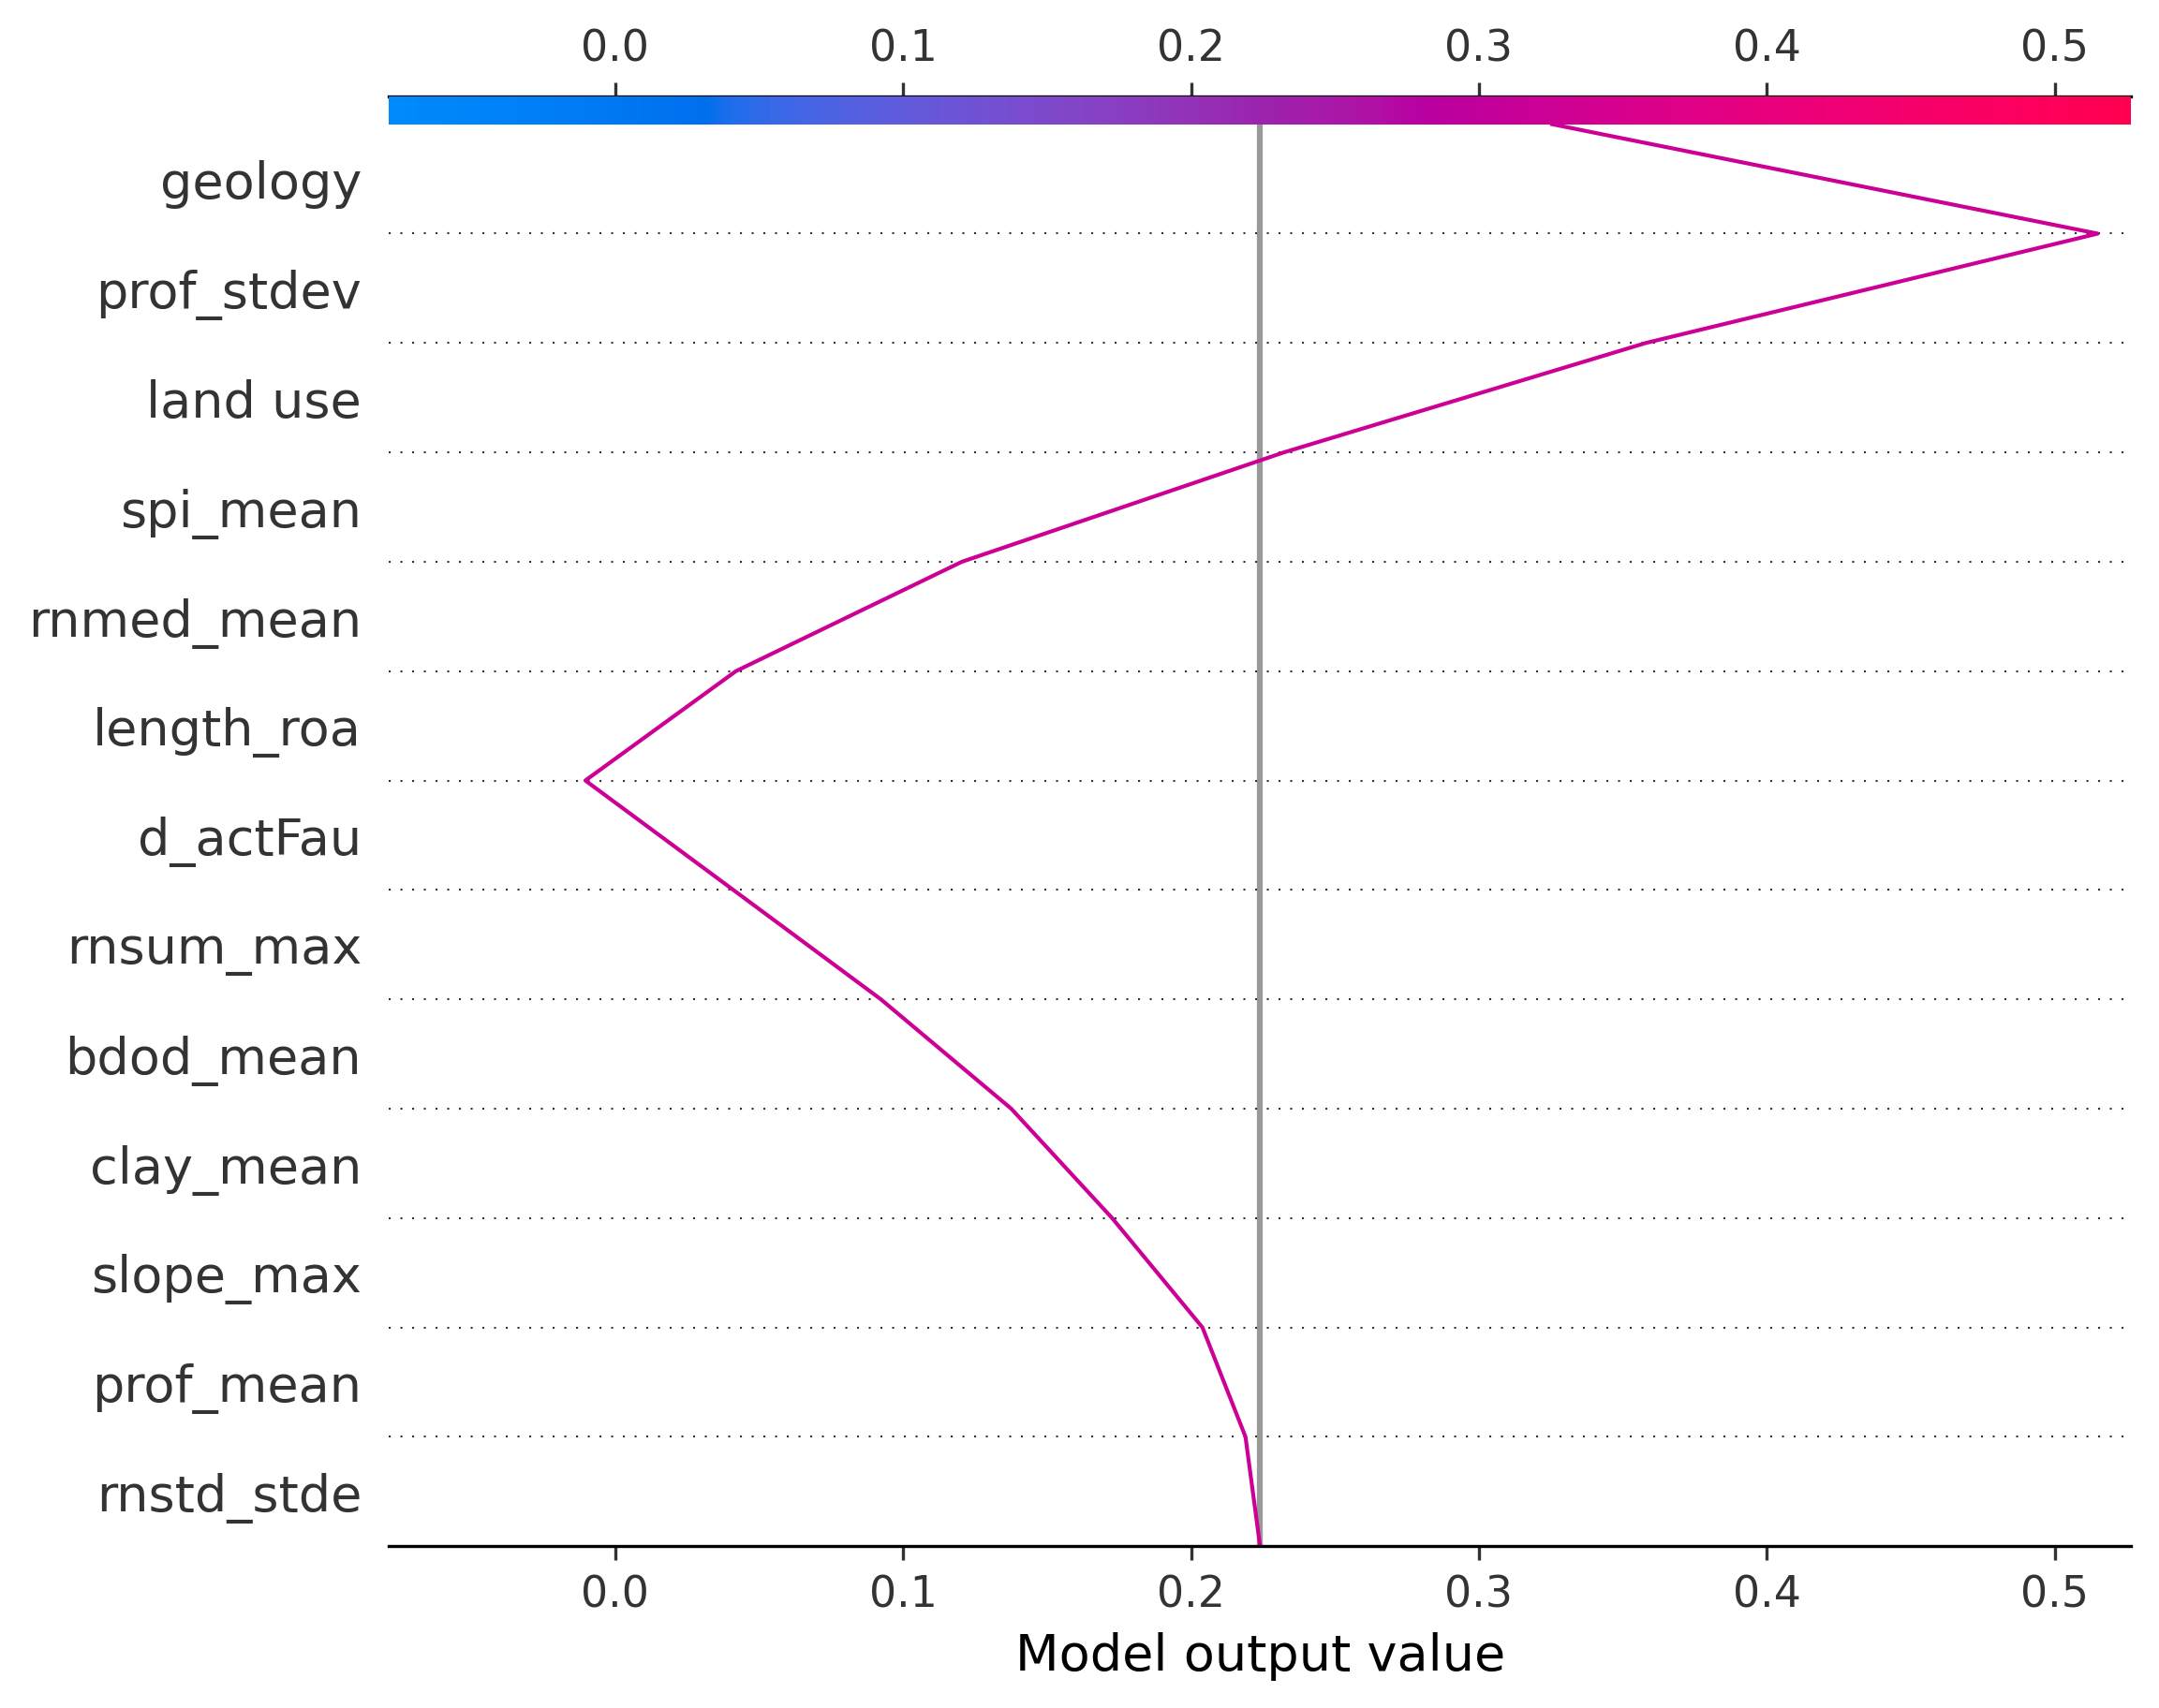 0.0 0.1 0.2 0.3 0.4 0.5
geology
prof_stdev
land use
spi_mean
rnmed_mean
length_roa
d_actFau
rnsum_max
bdod_mean
clay_mean
slope_max
prof_mean
rnstd_stde
0.0 0.1 0.2 0.3 0.4 0.5
Model output value